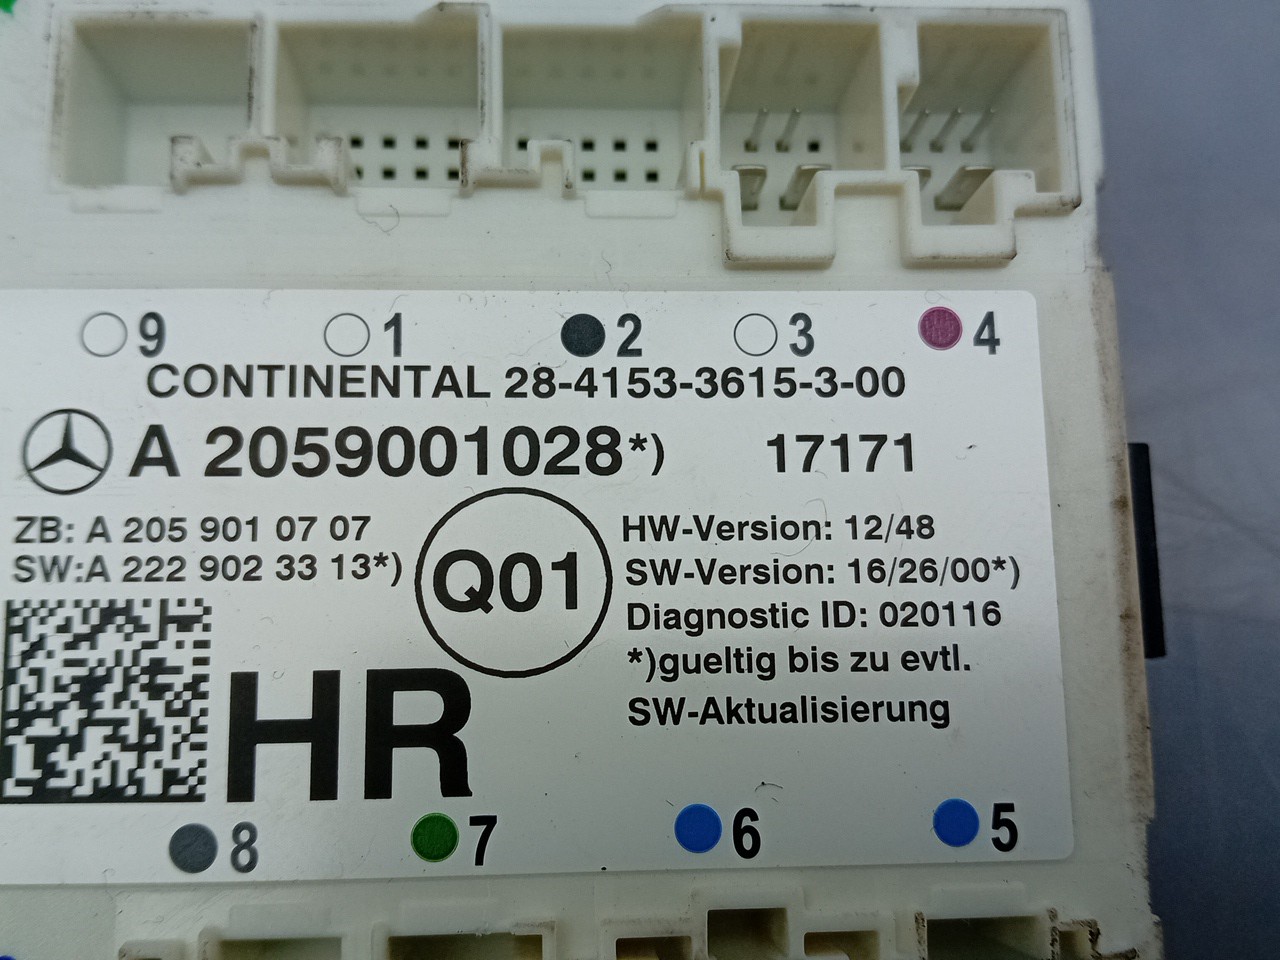 9 1 2 3 4
CONTINENTAL 28-4153-3615-3-00
A 2059001028*) 17171
ZB: A 205 901 07 07
SW:A 222 902 33 13*)
Q01
HW-Version: 12/48
SW-Version: 16/26/00*)
Diagnostic ID: 020116
*)gueltig bis zu evtl.
SW-Aktualisierung
HR
8 7 6 5